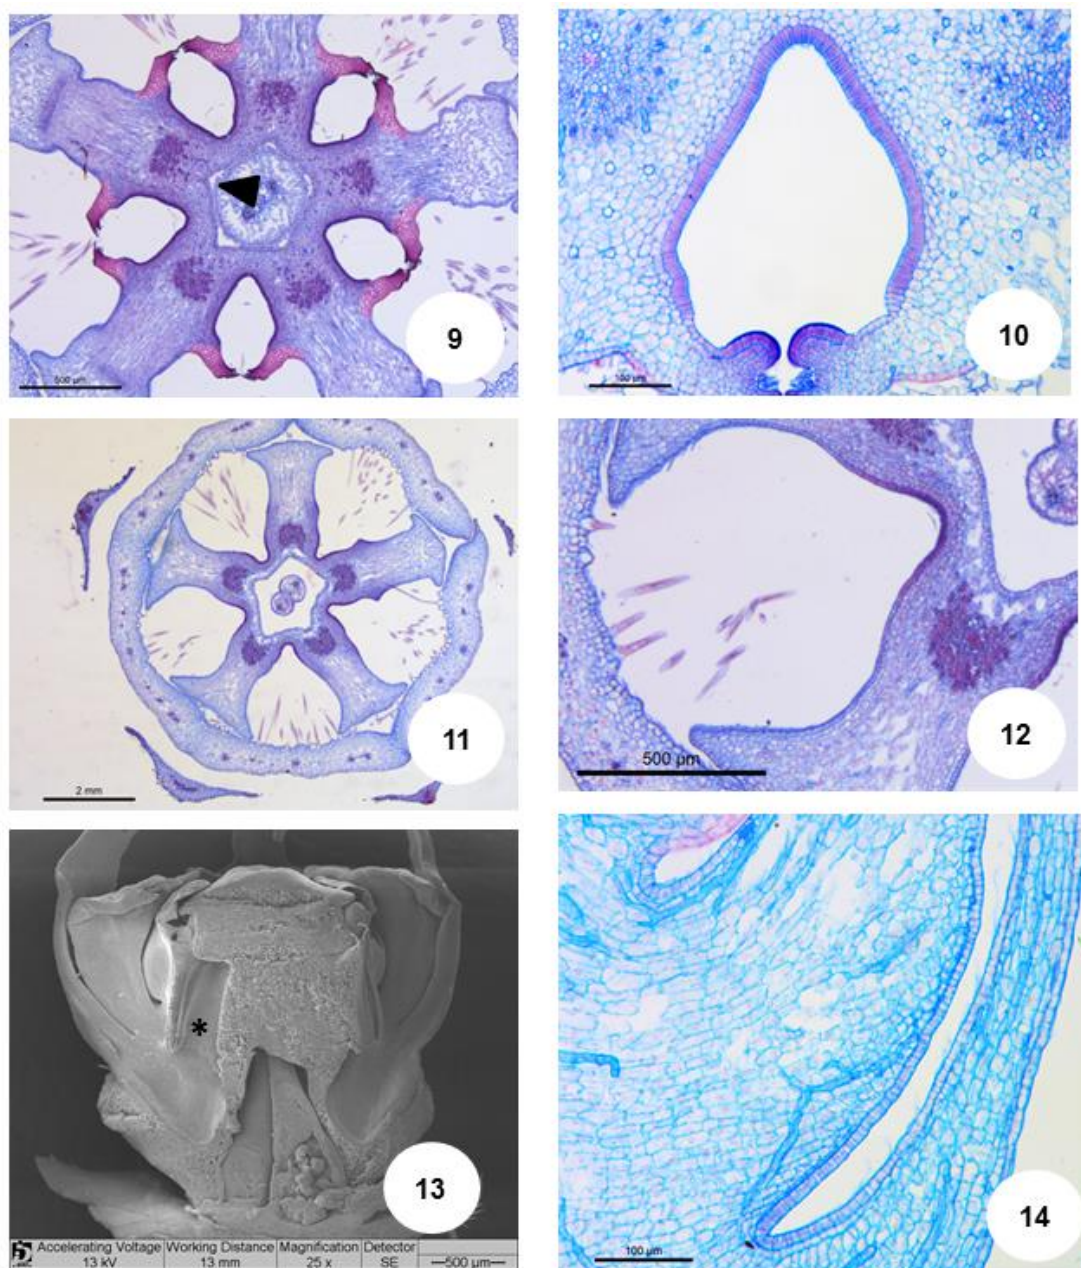 500 µm
9
100 µm
10
2 mm
11
500 µm
12
*
13
Accelerating Voltage Working Distance Magnification Detector
13 kV 13 mm 25 x SE 500 µm
100 µm
14